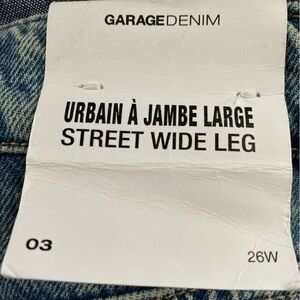 GARAGEDENIM
URBAIN À JAMBE LARGE
STREET WIDE LEG
03
26W